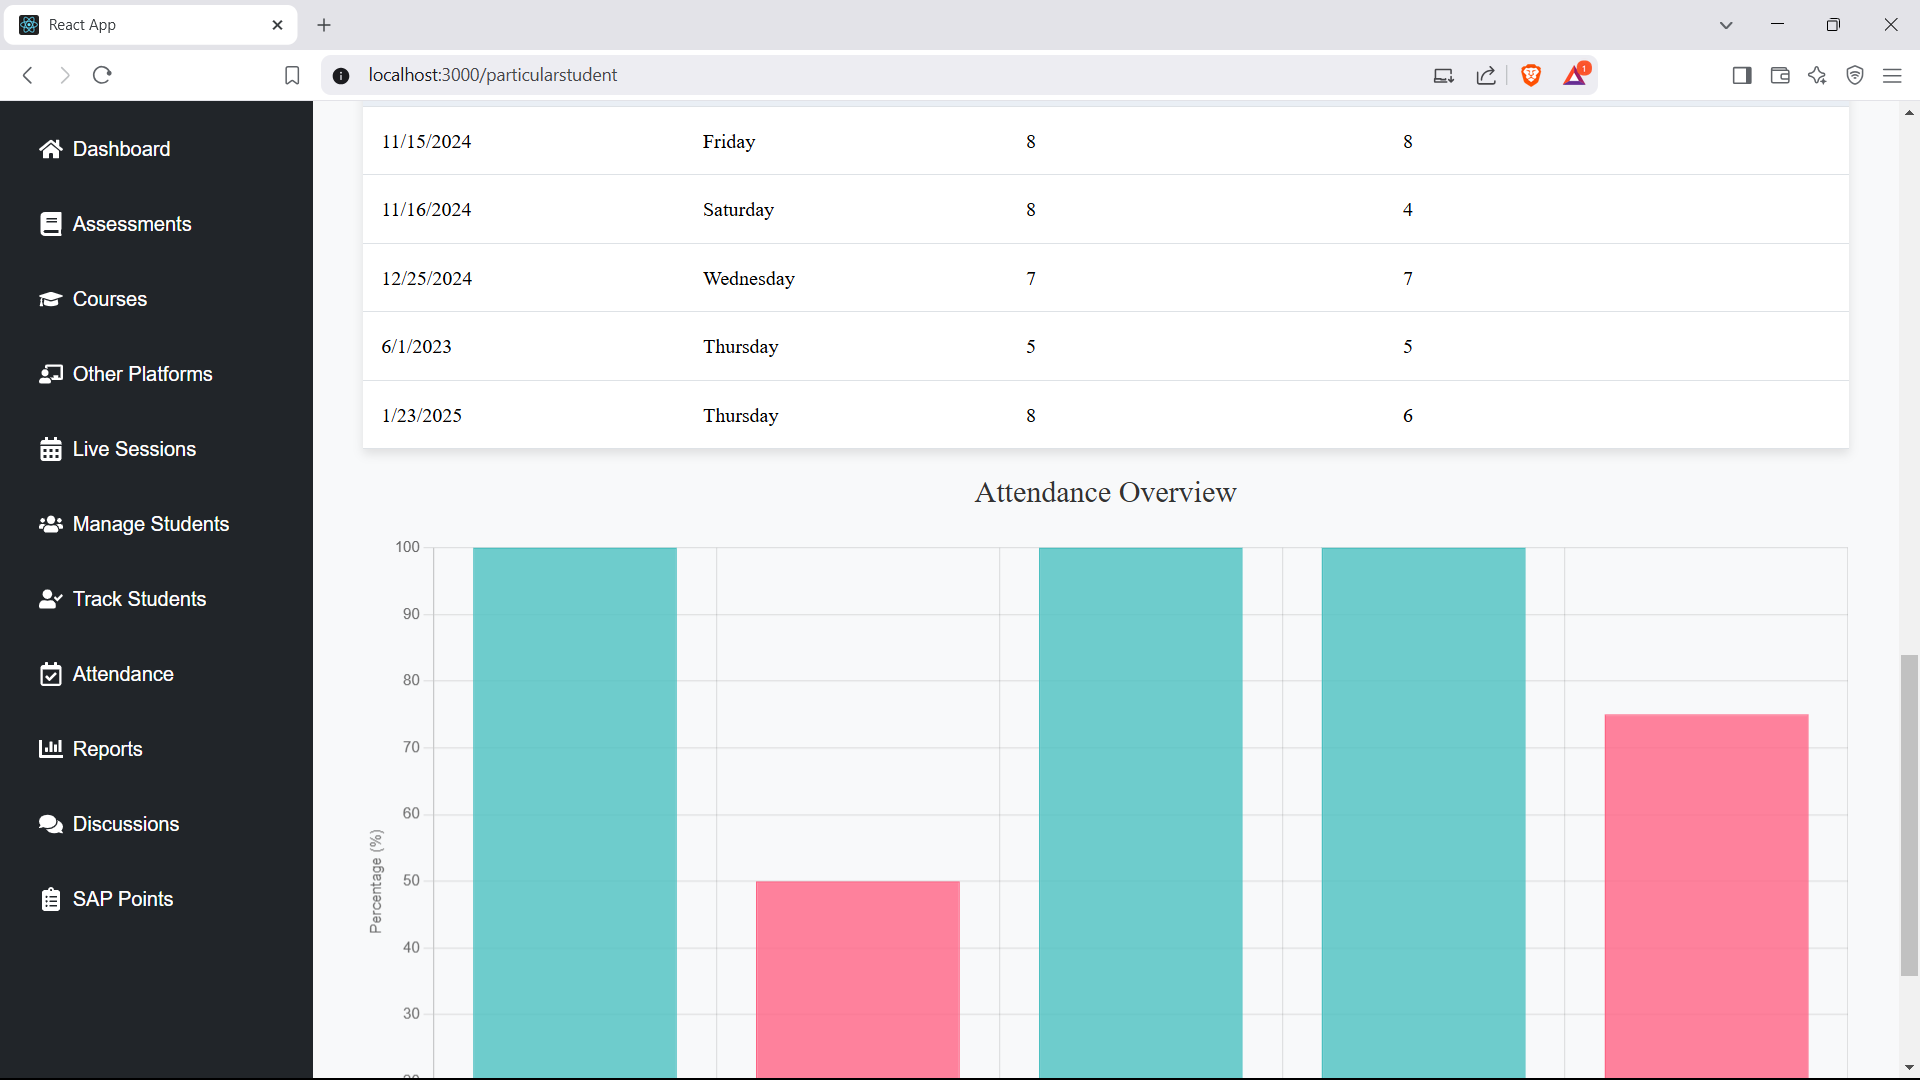 React App
localhost:3000/particularstudent
1
Dashboard
Assessments
Courses
Other Platforms
Live Sessions
Manage Students
Track Students
Attendance
Reports
Discussions
SAP Points
11/15/2024 Friday 8 8
11/16/2024 Saturday 8 4
12/25/2024 Wednesday 7 7
6/1/2023 Thursday 5 5
1/23/2025 Thursday 8 6
Attendance Overview
100
90
80
70
60
50
40
30
Percentage (%)